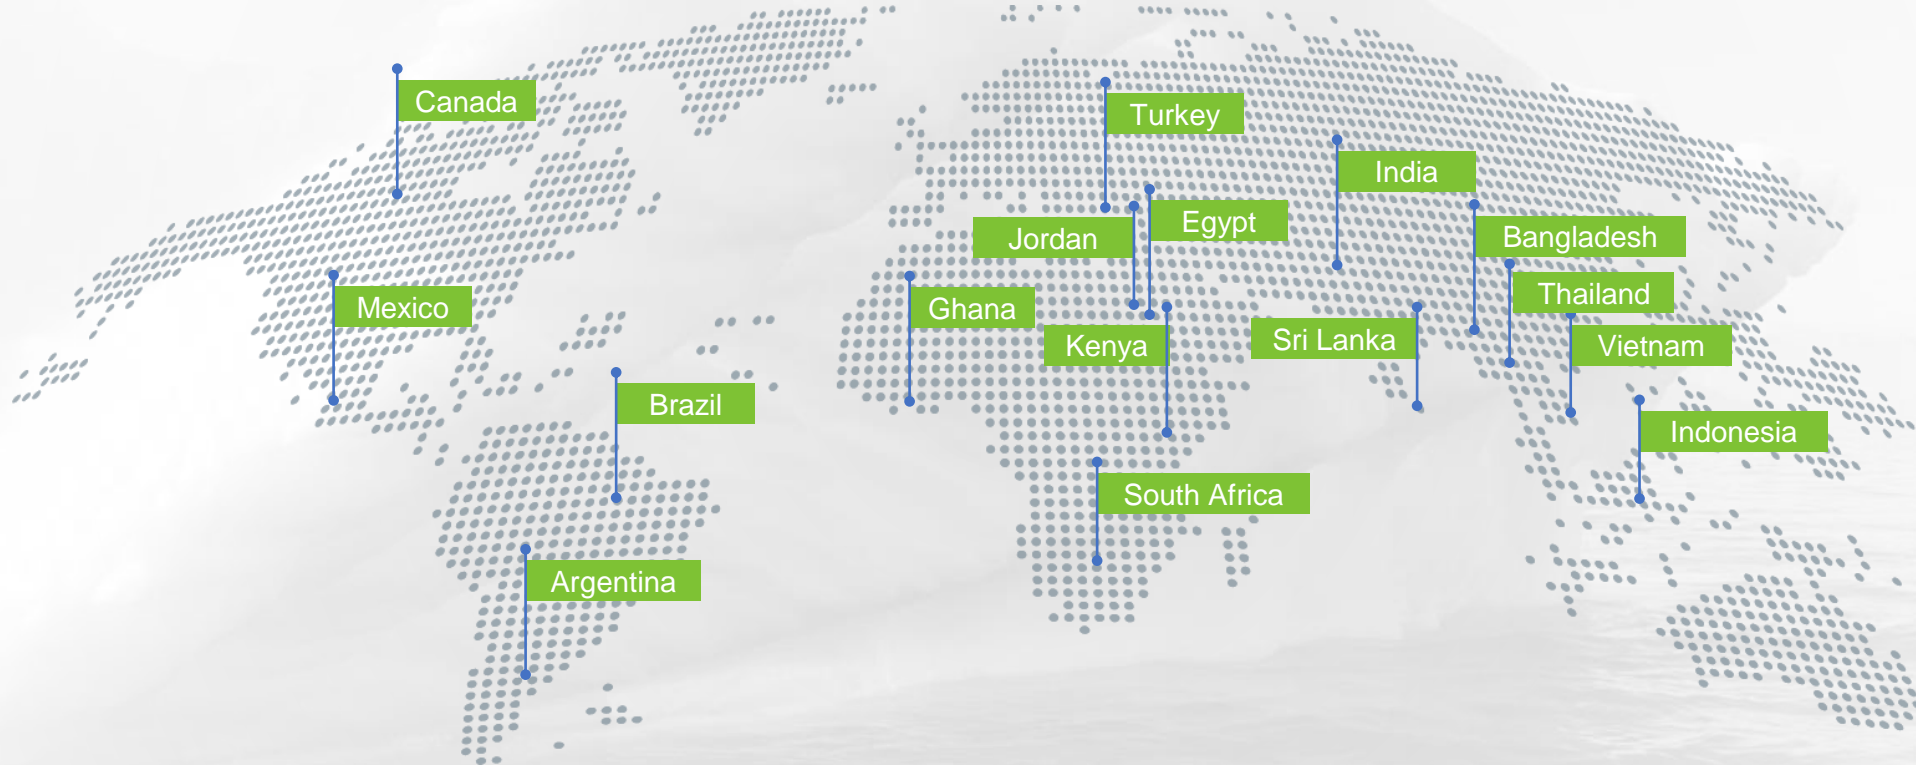 Canada
Turkey
India
Jordan
Egypt
Bangladesh
Mexico
Ghana
Thailand
Kenya
Sri Lanka
Vietnam
Brazil
Indonesia
South Africa
Argentina